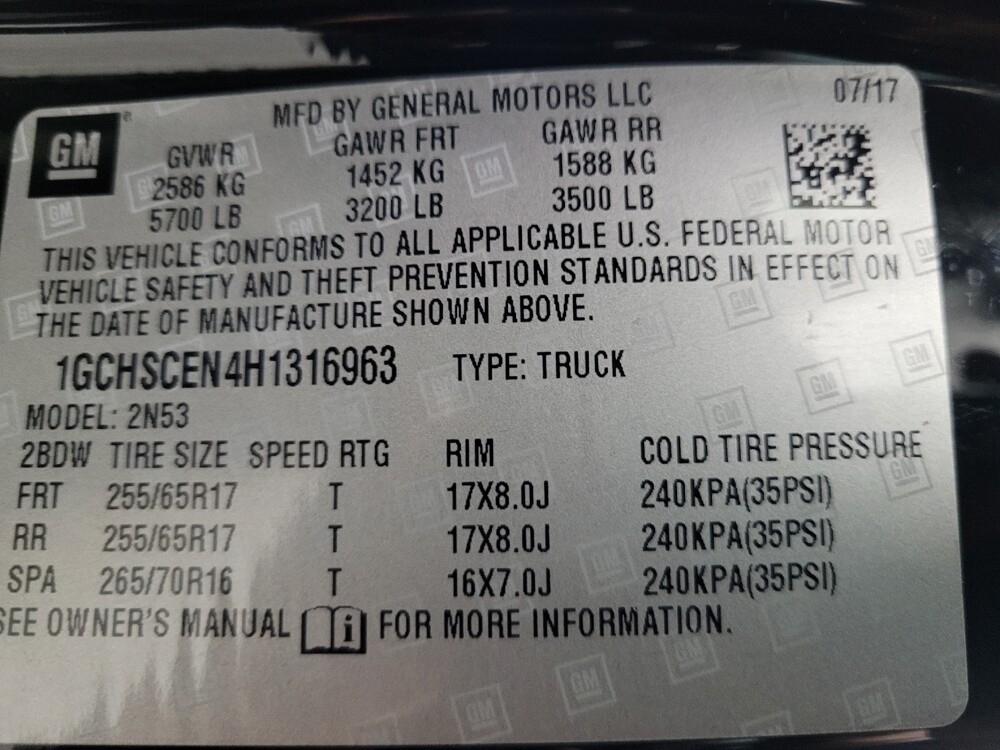 MFD BY GENERAL MOTORS LLC 07/17
GM®
GVWR GAWR FRT GAWR RR
2586 KG 1452 KG 1588 KG
5700 LB 3200 LB 3500 LB
THIS VEHICLE CONFORMS TO ALL APPLICABLE U.S. FEDERAL MOTOR
VEHICLE SAFETY AND THEFT PREVENTION STANDARDS IN EFFECT ON
THE DATE OF MANUFACTURE SHOWN ABOVE.
1GCHSCEN4H1316963 TYPE: TRUCK
MODEL: 2N53
2BDW TIRE SIZE SPEED RTG RIM COLD TIRE PRESSURE
FRT 255/65R17 T 17X8.0J 240KPA(35PSI)
RR 255/65R17 T 17X8.0J 240KPA(35PSI)
SPA 265/70R16 T 16X7.0J 240KPA(35PSI)
SEE OWNER'S MANUAL i FOR MORE INFORMATION.